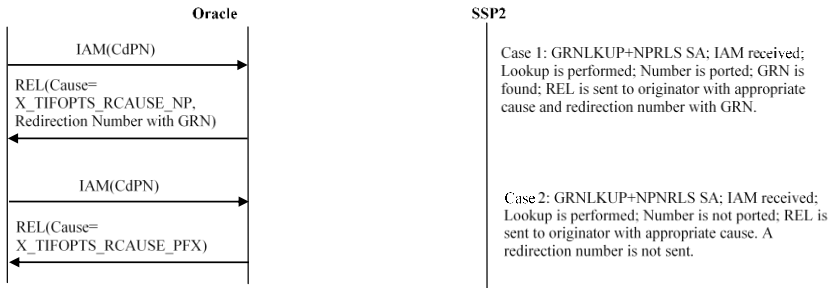 Oracle
SSP2
IAM(CdPN)
REL(Cause=
X_TIFOPTS_RCAUSE_NP,
Redirection Number with GRN)
Case 1: GRNLKUP+NPRLS SA; IAM received;
Lookup is performed; Number is ported; GRN is
found; REL is sent to originator with appropriate
cause and redirection number with GRN.
IAM(CdPN)
REL(Cause=
X_TIFOPTS_RCAUSE_PFX)
Case 2: GRNLKUP+NPNRLS SA; IAM received;
Lookup is performed; Number is not ported; REL is
sent to originator with appropriate cause. A
redirection number is not sent.